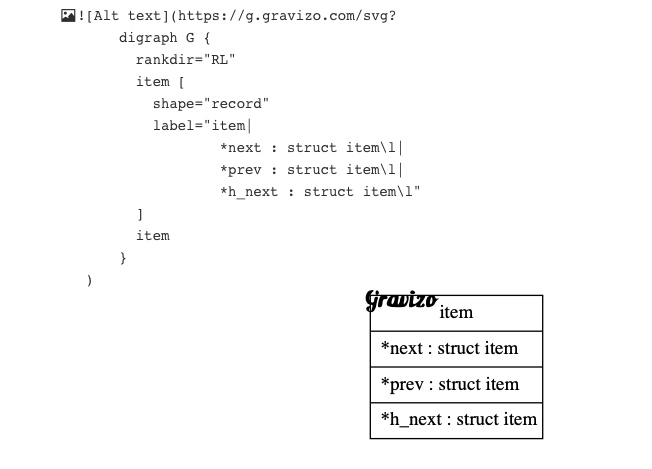 ![Alt text](https://g.gravizo.com/svg?
digraph G {
rankdir="RL"
item [
shape="record"
label="item|
*next : struct item\l|
*prev : struct item\l|
*h_next : struct item\l"
]
item
}
)
Gravizo
item
*next : struct item
*prev : struct item
*h_next : struct item